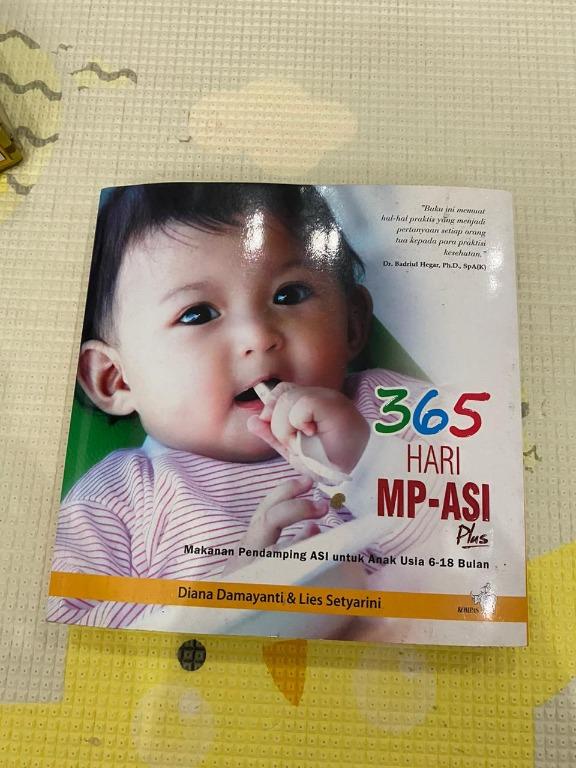 "Buku ini memuat
hal-hal praktis yang menjadi
pertanyaan setiap orang
tua kepada para praktisi
kesehatan."
Dr. Badriul Hegar, Ph.D., SpA(K)
365
HARI
MP-ASI
Plus
Makanan Pendamping ASI untuk Anak Usia 6-18 Bulan
Diana Damayanti & Lies Setyarini
KOMPAS